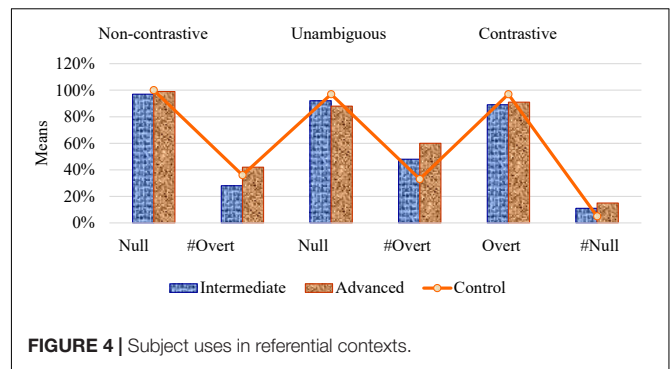 Non-contrastive Unambiguous Contrastive
120%
100%
80%
60%
40%
20%
0%
Means
Null #Overt Null #Overt Overt #Null
Intermediate Advanced Control
FIGURE 4 | Subject uses in referential contexts.